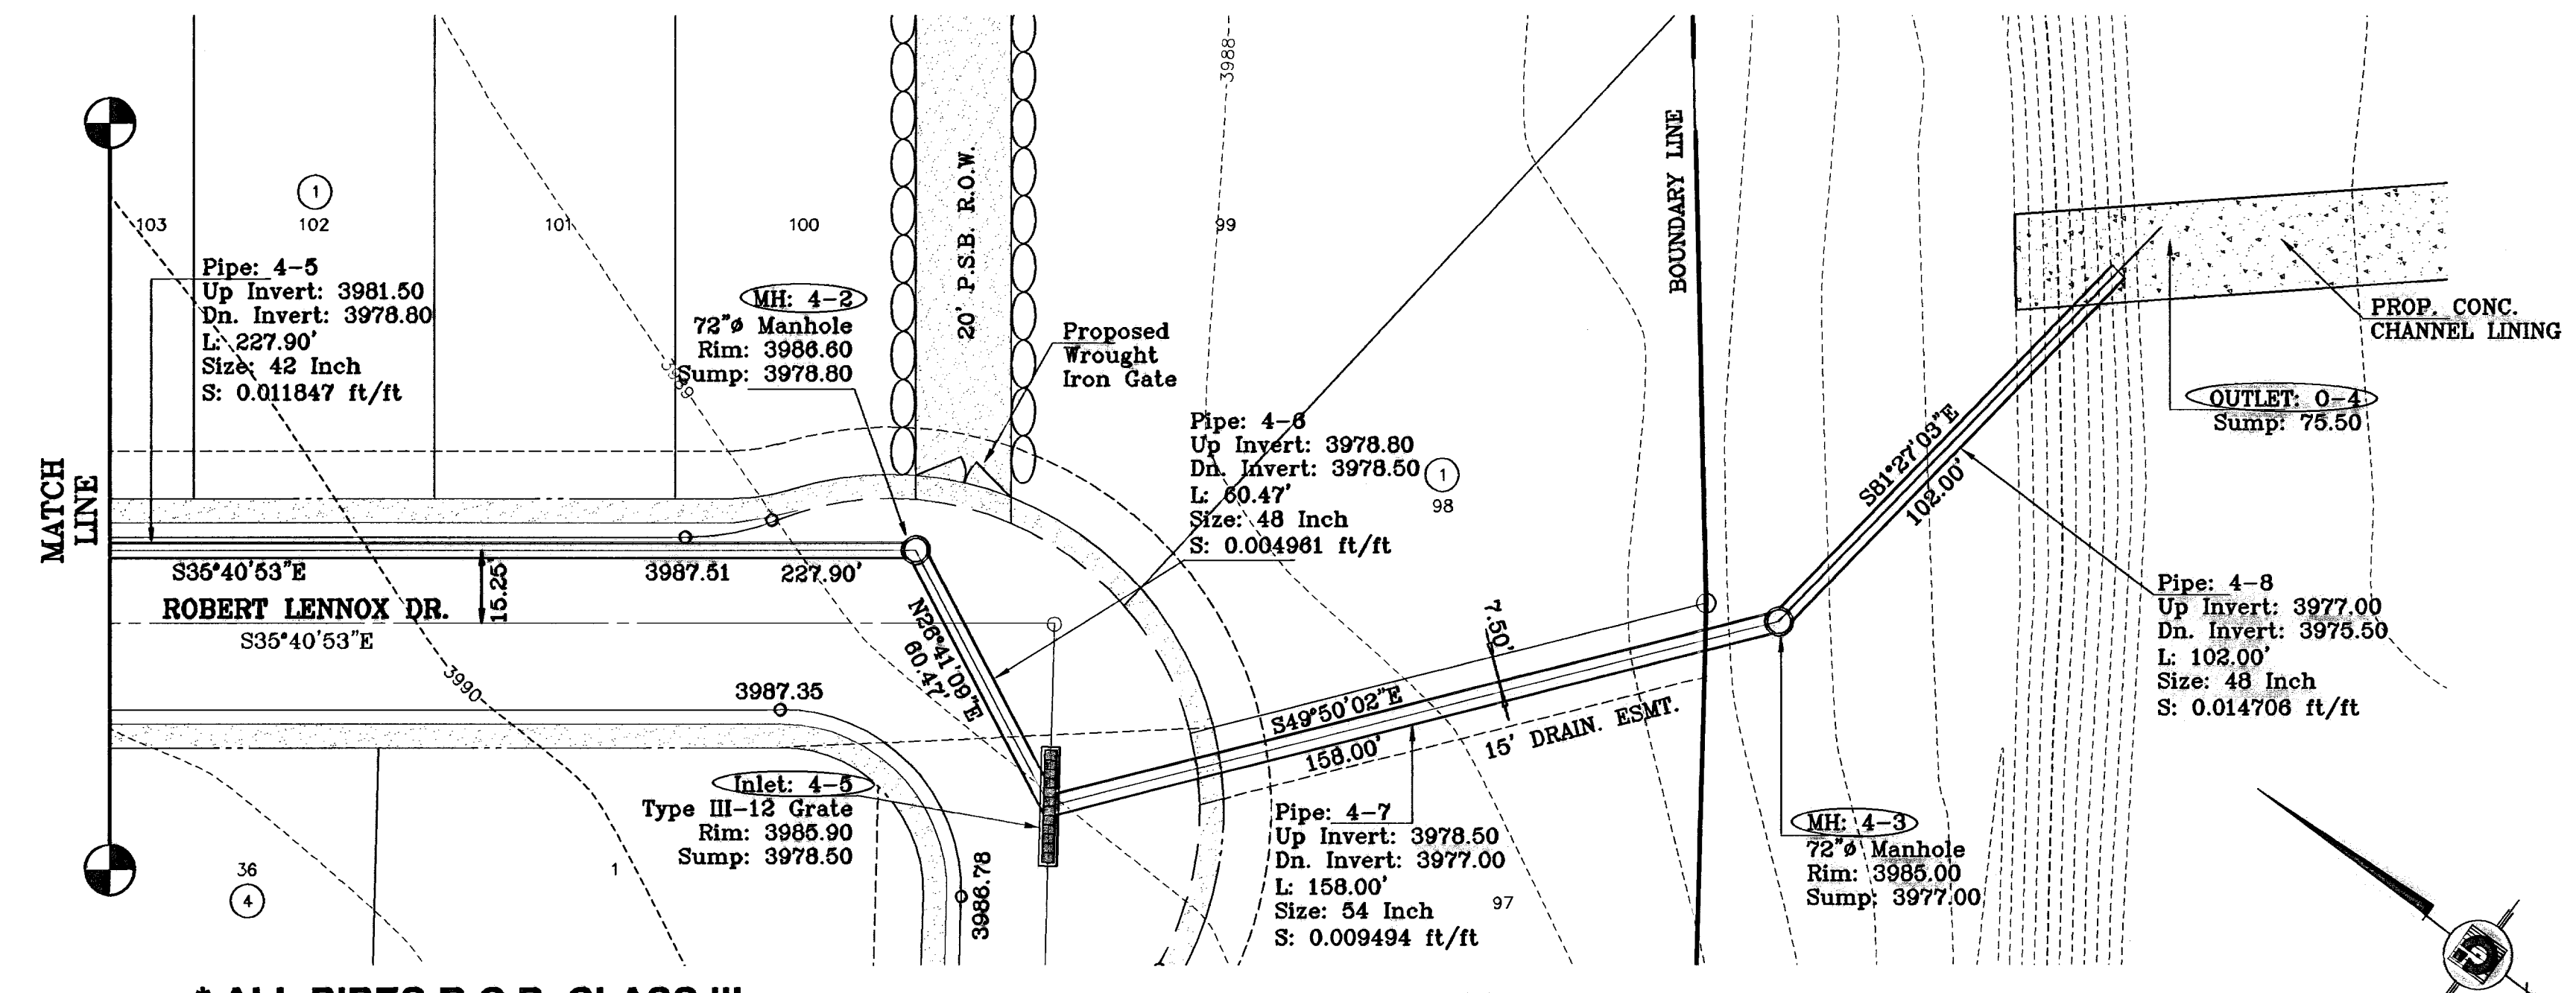 3988
103
1
102
101
100
99
20' P.S.B. R.O.W.
BOUNDARY LINE
Pipe: 4-5
Up Invert: 3981.50
Dn. Invert: 3978.80
L: 227.90'
Size: 42 Inch
S: 0.011847 ft/ft
MH: 4-2
72"ø Manhole
Rim: 3986.60
Sump: 3978.80
3989
Proposed
Wrought
Iron Gate
Pipe: 4-6
Up Invert: 3978.80
Dn. Invert: 3978.50
L: 60.47'
Size: 48 Inch
S: 0.004961 ft/ft
1
98
PROP. CONC.
CHANNEL LINING
OUTLET: O-4
Sump: 75.50
S81°27'03"E
102.00'
MATCH
LINE
S35°40'53"E
3987.51
227.90'
15.25'
ROBERT LENNOX DR.
S35°40'53"E
N26°41'09"E
60.47'
3990
3987.35
7.50'
S49°50'02"E
158.00'
15' DRAIN. ESMT.
Pipe: 4-8
Up Invert: 3977.00
Dn. Invert: 3975.50
L: 102.00'
Size: 48 Inch
S: 0.014706 ft/ft
Inlet: 4-5
Type III-12 Grate
Rim: 3985.90
Sump: 3978.50
3986.78
36
4
1
Pipe: 4-7
Up Invert: 3978.50
Dn. Invert: 3977.00
L: 158.00'
Size: 54 Inch
S: 0.009494 ft/ft
97
MH: 4-3
72"ø Manhole
Rim: 3985.00
Sump: 3977.00
* ALL PIPES R.C.P. CLASS III